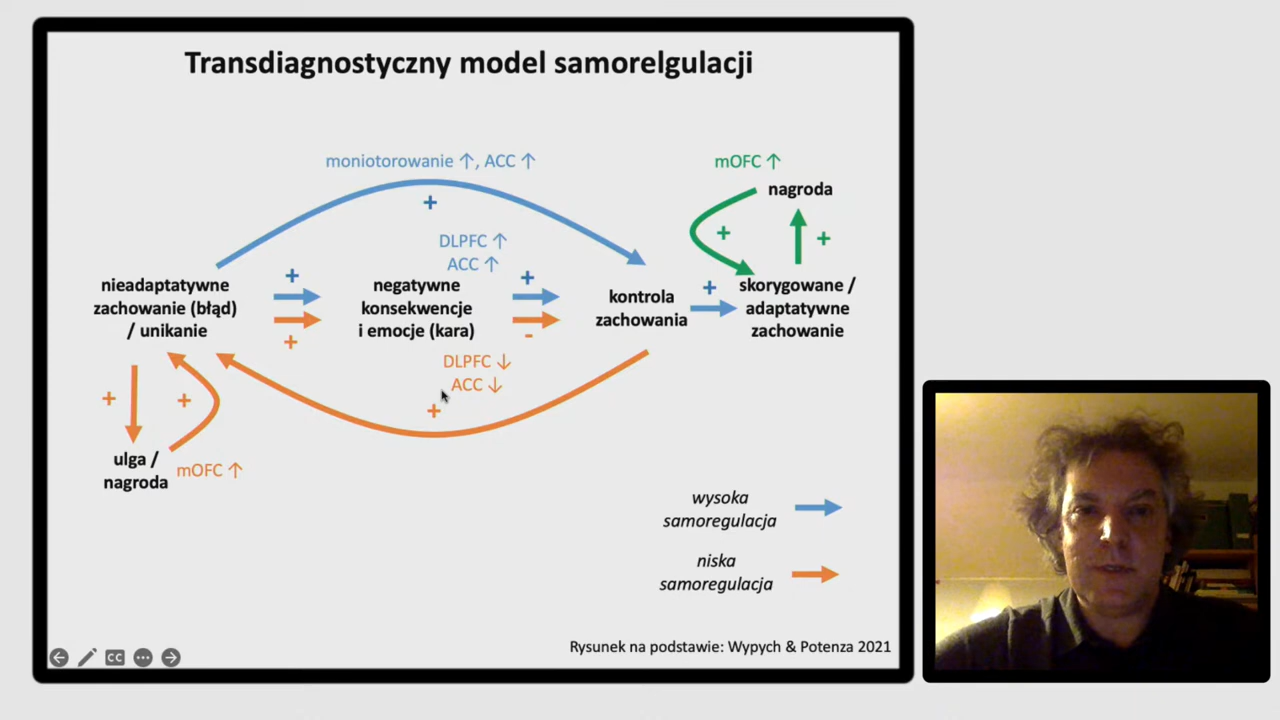 Transdiagnostyczny model samorelgulacji
moniotorowanie ↑, ACC ↑
+
mOFC ↑
nagroda
+
+
DLPFC ↑
ACC ↑
nieadaptatywne
zachowanie (błąd)
/ unikanie
+
+
negatywne
konsekwencje
i emocje (kara)
+
-
kontrola
zachowania
+
skorygowane /
adaptatywne
zachowanie
DLPFC ↓
ACC ↓
+
+
+
ulga /
nagroda
mOFC ↑
wysoka
samoregulacja
niska
samoregulacja
Rysunek na podstawie: Wypych & Potenza 2021
CC